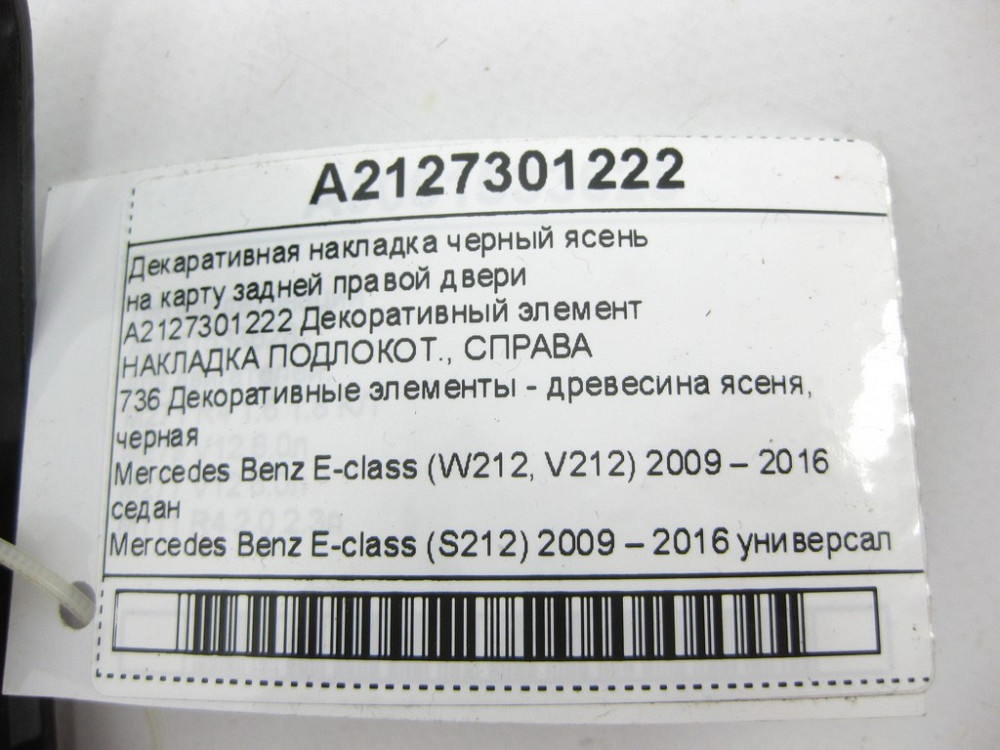 A2127301222
Декаративная накладка черный ясень
на карту задней правой двери
A2127301222 Декоративный элемент
НАКЛАДКА ПОДЛОКОТ., СПРАВА
736 Декоративные элементы - древесина ясеня,
черная
Mercedes Benz E-class (W212, V212) 2009 – 2016
седан
Mercedes Benz E-class (S212) 2009 – 2016 универсал